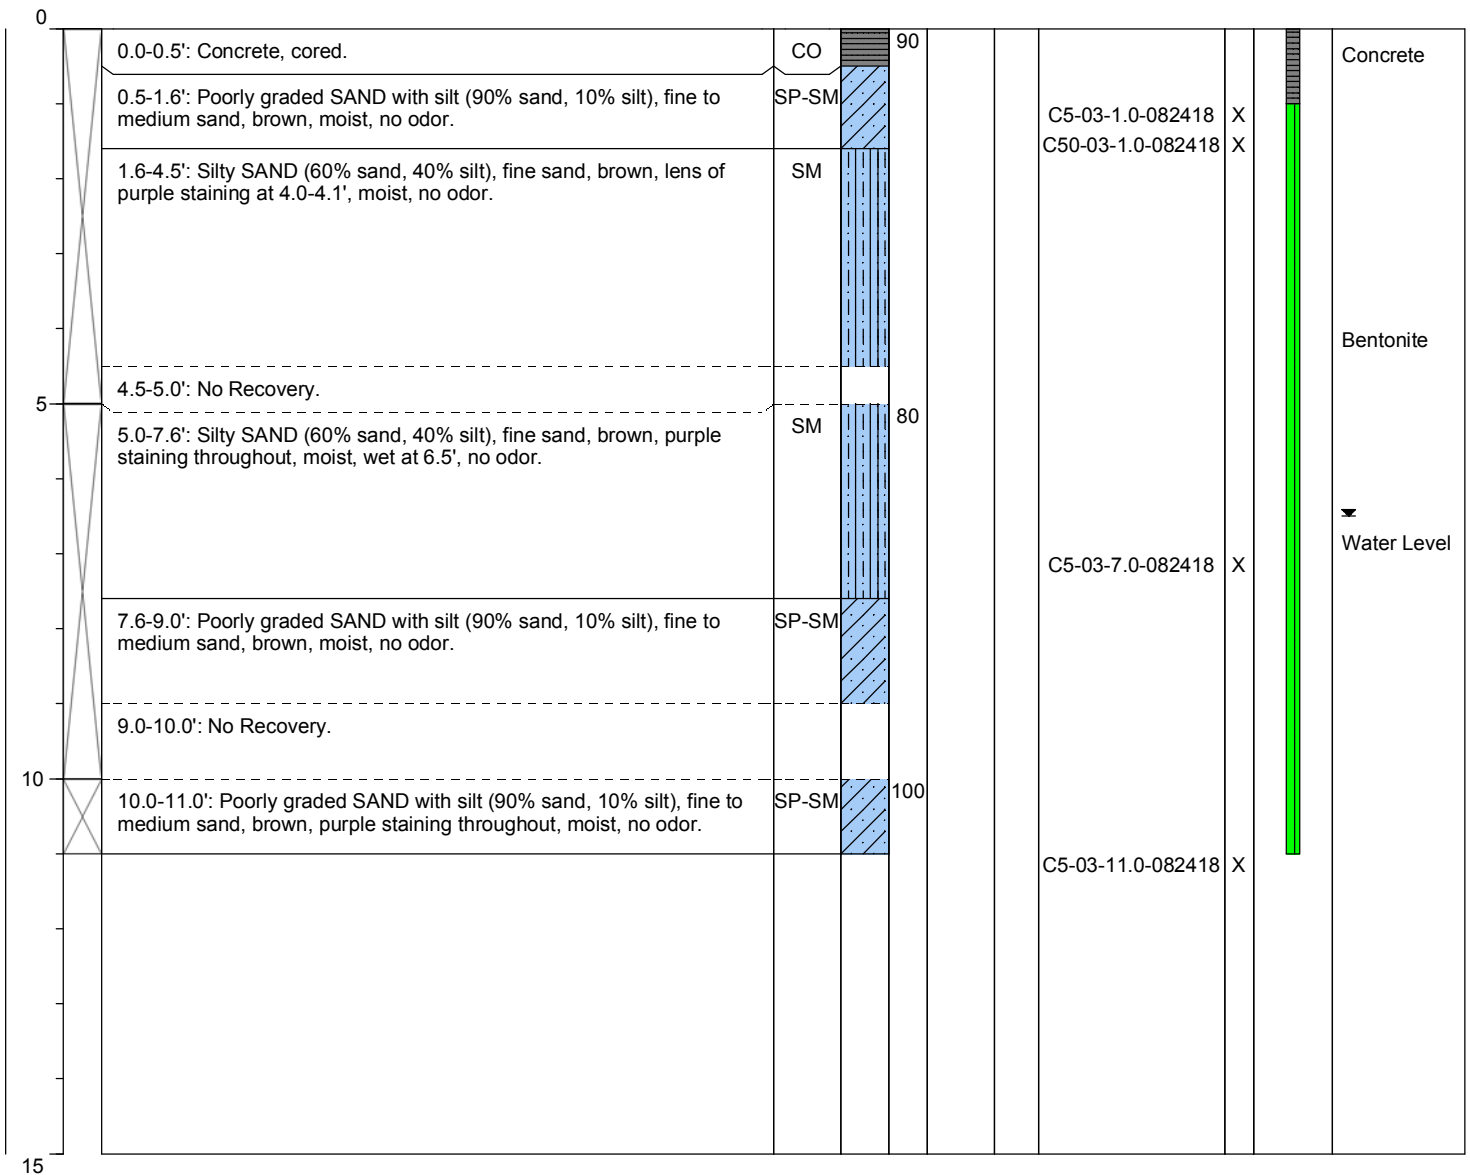 0
0.0-0.5': Concrete, cored.
CO
90
Concrete
0.5-1.6': Poorly graded SAND with silt (90% sand, 10% silt), fine to
medium sand, brown, moist, no odor.
SP-SM
C5-03-1.0-082418 X
C50-03-1.0-082418 X
1.6-4.5': Silty SAND (60% sand, 40% silt), fine sand, brown, lens of
purple staining at 4.0-4.1', moist, no odor.
SM
Bentonite
4.5-5.0': No Recovery.
5
80
5.0-7.6': Silty SAND (60% sand, 40% silt), fine sand, brown, purple
staining throughout, moist, wet at 6.5', no odor.
SM
Water Level
C5-03-7.0-082418 X
7.6-9.0': Poorly graded SAND with silt (90% sand, 10% silt), fine to
medium sand, brown, moist, no odor.
SP-SM
9.0-10.0': No Recovery.
10
10.0-11.0': Poorly graded SAND with silt (90% sand, 10% silt), fine to
medium sand, brown, purple staining throughout, moist, no odor.
SP-SM
100
C5-03-11.0-082418 X
15